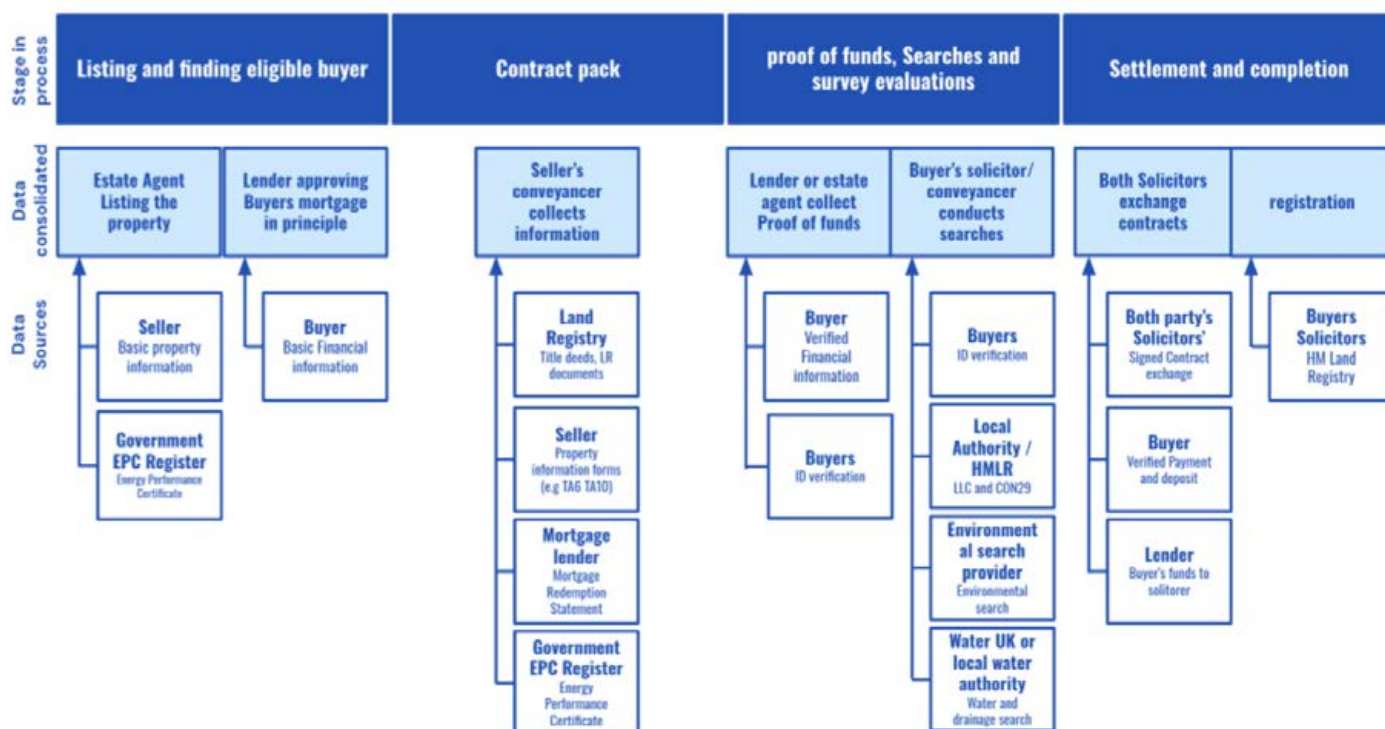 Stage in
process
Listing and finding eligible buyer
Contract pack
proof of funds, Searches and
survey evaluations
Settlement and completion
Data
consolidated
Estate Agent
Listing the
property
Lender approving
Buyers mortgage
in principle
Seller's
conveyancer
collects
information
Lender or estate
agent collect
Proof of funds
Buyer's solicitor/
conveyancer
conducts
searches
Both Solicitors
exchange
contracts
registration
Data
Sources
Seller
Basic property
information
Government
EPC Register
Energy Performance
Certificate
Buyer
Basic Financial
information
Land
Registry
Title deeds, LR
documents
Seller
Property
information forms
(e.g TA6 TA10)
Mortgage
lender
Mortgage
Redemption
Statement
Government
EPC Register
Energy
Performance
Certificate
Buyer
Verified
Financial
information
Buyers
ID verification
Buyers
ID verification
Local
Authority /
HMLR
LLC and CON29
Environment
al search
provider
Environmental
search
Water UK or
local water
authority
Water and
drainage search
Both party's
Solicitors'
Signed Contract
exchange
Buyer
Verified Payment
and deposit
Lender
Buyer's funds to
solitorer
Buyers
Solicitors
HM Land
Registry